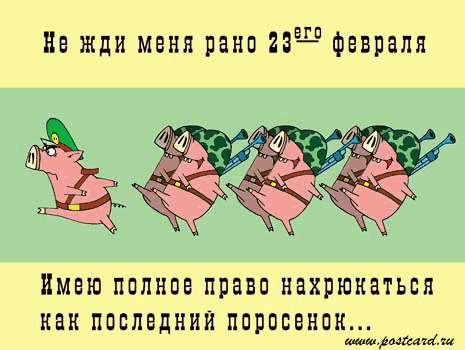 Не жди меня рано 23его февраля
Имею полное право нахрюкаться
как последний поросенок...
www.postcard.ru